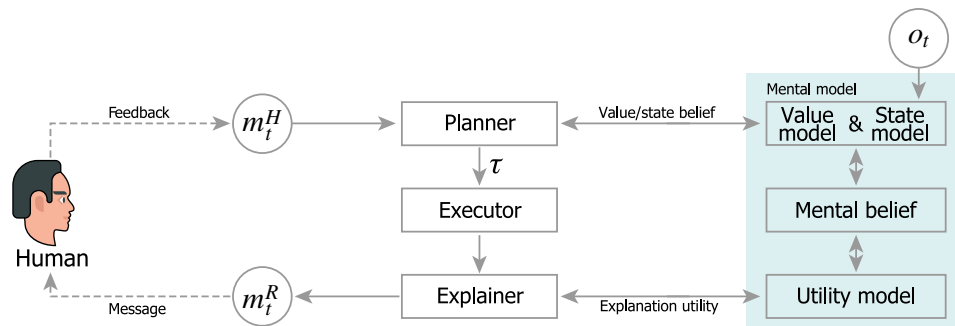 o_t
Mental model
Feedback
m_t^H
Planner
Value/state belief
Value model & State model
τ
Executor
Mental belief
Human
Message
m_t^R
Explainer
Explanation utility
Utility model